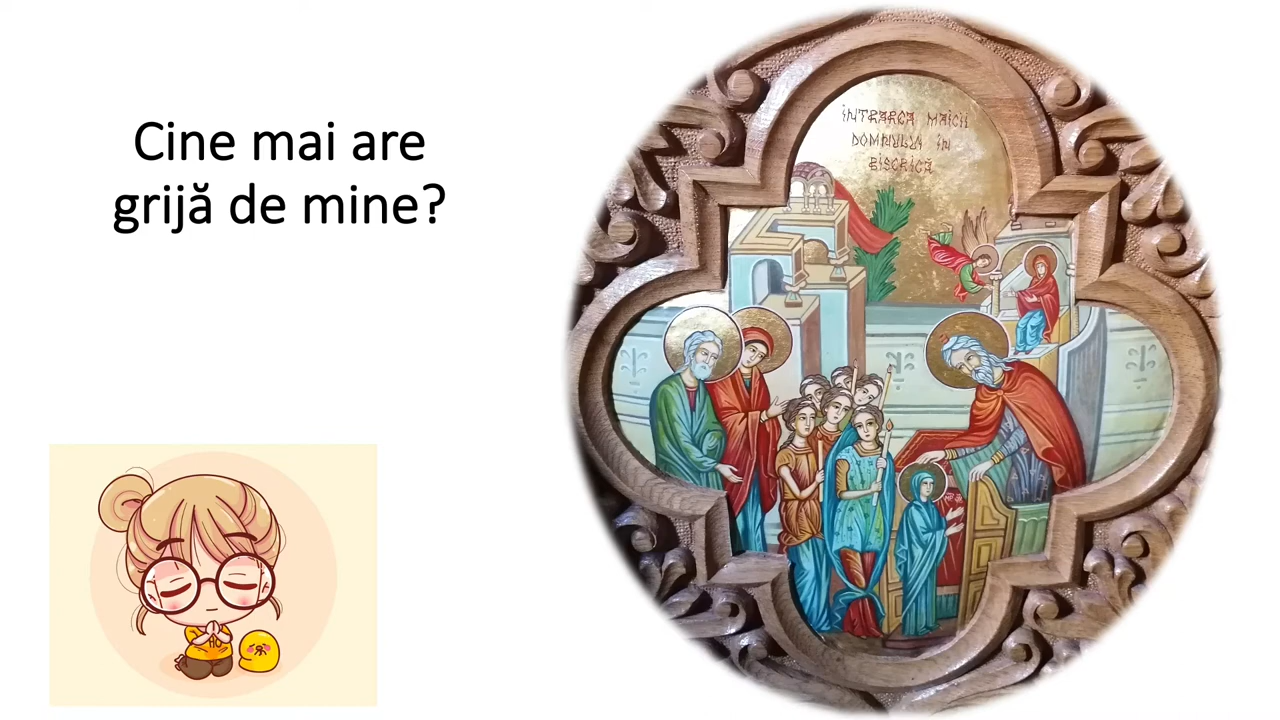 Cine mai are
grijă de mine?
INTRAREA MAICII
DOMNULUI ÎN
BISERICĂ